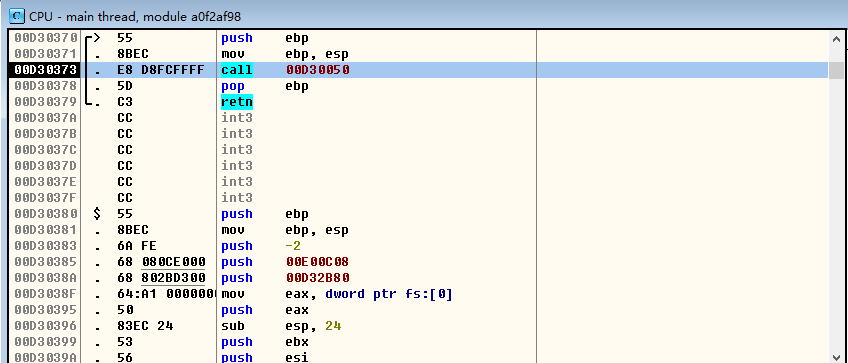 C CPU - main thread, module a0f2af98
00D30370 > 55 push ebp
00D30371 . 8BEC mov ebp, esp
00D30373 . E8 D8FCFFFF call 00D30050
00D30378 . 5D pop ebp
00D30379 . C3 retn
00D3037A CC int3
00D3037B CC int3
00D3037C CC int3
00D3037D CC int3
00D3037E CC int3
00D3037F CC int3
00D30380 $ 55 push ebp
00D30381 . 8BEC mov ebp, esp
00D30383 . 6A FE push -2
00D30385 . 68 080CE000 push 00E00C08
00D3038A . 68 802BD300 push 00D32B80
00D3038F . 64:A1 0000000 mov eax, dword ptr fs:[0]
00D30395 . 50 push eax
00D30396 . 83EC 24 sub esp, 24
00D30399 . 53 push ebx
00D3039A . 56 push esi